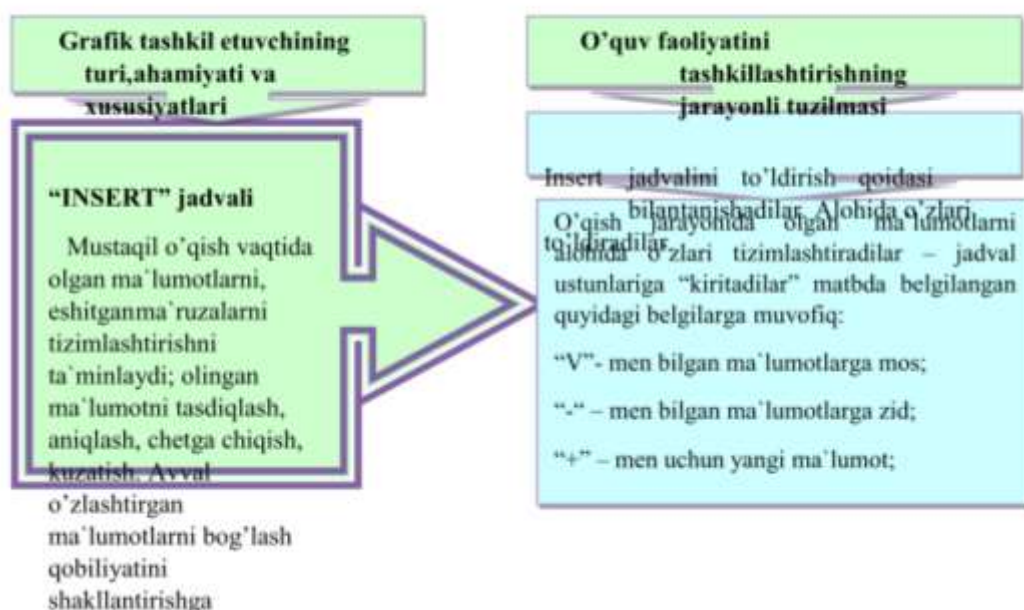 Grafik tashkil etuvchining
turi,ahamiyati va
xususiyatlari
“INSERT” jadvali
Mustaqil o’qish vaqtida
olgan ma`lumotlarni,
eshitganma`ruzalarni
tizimlashtirishni
ta`minlaydi; olingan
ma`lumotni tasdiqlash,
aniqlash, chetga chiqish,
kuzatish. Avval
o’zlashtirgan
ma`lumotlarni bog’lash
qobiliyatini
shakllantirishga
O’quv faoliyatini
tashkillashtirishning
jarayonli tuzilmasi
Insert jadvalini to’ldirish qoidasi
bilantanishadilar. Alohida o’zlari
to’ldiradilar.
O’qish jarayonida olgan ma`lumotlarni
alohida o’zlari tizimlashtiradilar – jadval
ustunlariga “kiritadilar” matbda belgilangan
quyidagi belgilarga muvofiq:
“V”- men bilgan ma`lumotlarga mos;
“-“ – men bilgan ma`lumotlarga zid;
“+” – men uchun yangi ma`lumot;